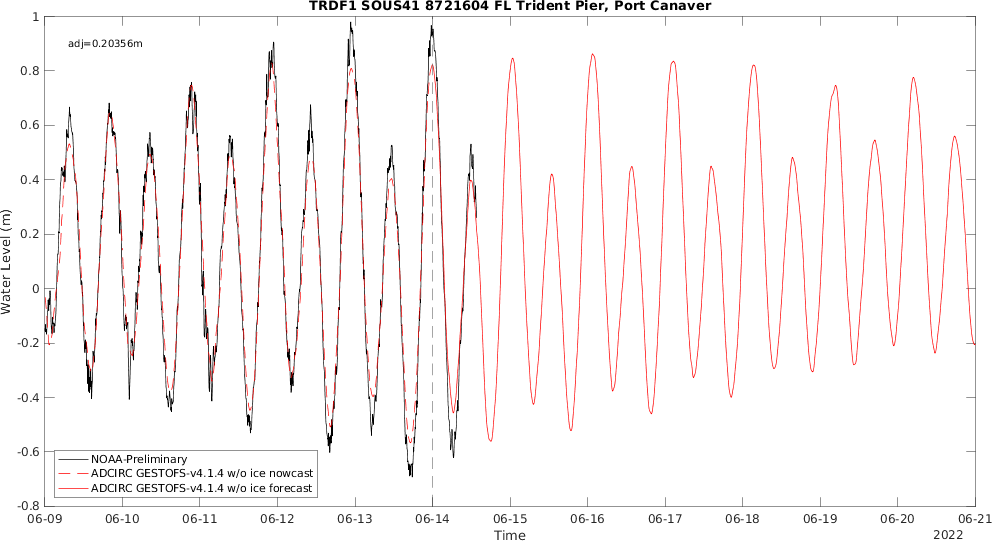 TRDF1 SOUS41 8721604 FL Trident Pier, Port Canaver
adj=0.20356m
1
0.8
0.6
0.4
0.2
0
-0.2
-0.4
-0.6
-0.8
Water Level (m)
NOAA-Preliminary
ADCIRC GESTOFS-v4.1.4 w/o ice nowcast
ADCIRC GESTOFS-v4.1.4 w/o ice forecast
06-09 06-10 06-11 06-12 06-13 06-14 06-15 06-16 06-17 06-18 06-19 06-20 06-21
Time
2022